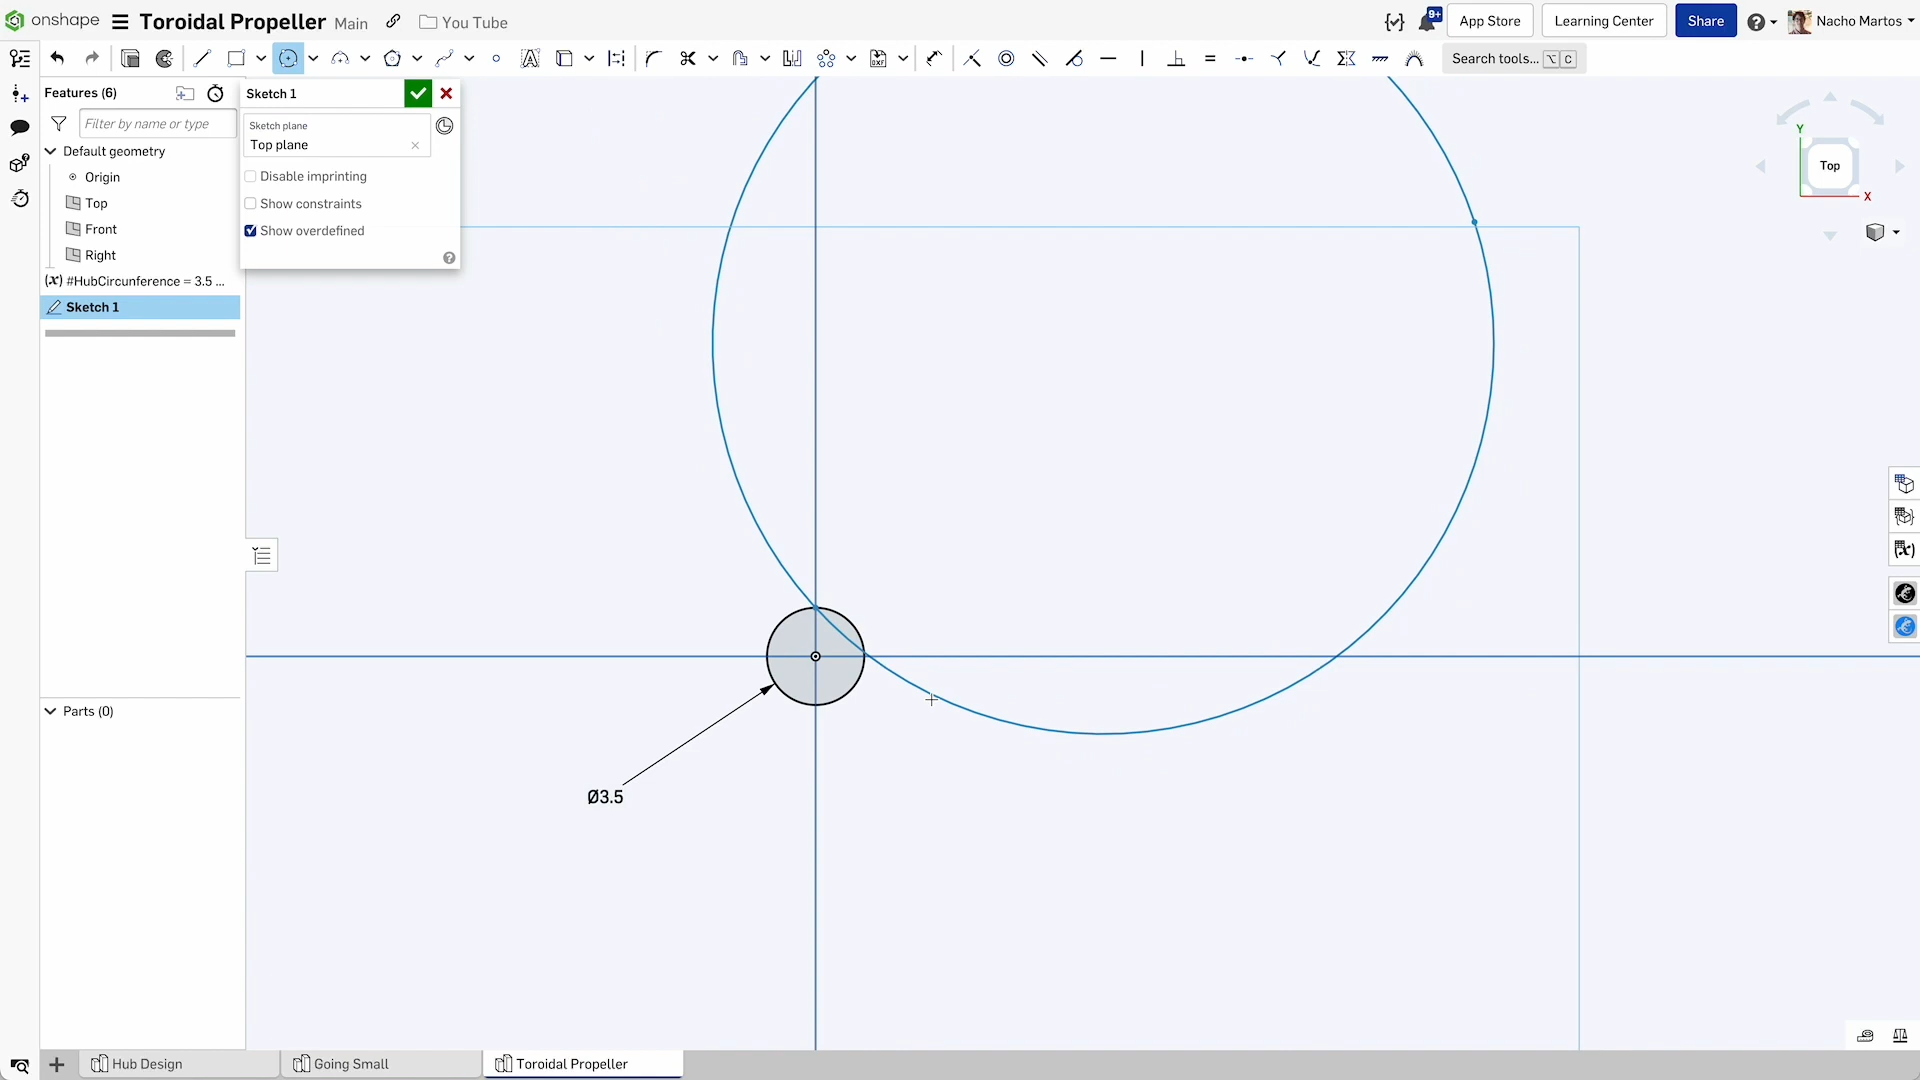 onshape
Toroidal Propeller Main
You Tube
9+
App Store
Learning Center
Share
Nacho Martos
Search tools... ⌥ C
Features (6)
Filter by name or type
Default geometry
Origin
Top
Front
Right
(x) #HubCircunference = 3.5 ...
Sketch 1
Parts (0)
Sketch 1
Sketch plane
Top plane
Disable imprinting
Show constraints
Show overdefined
Ø3.5
Y
Top
X
Hub Design
Going Small
Toroidal Propeller